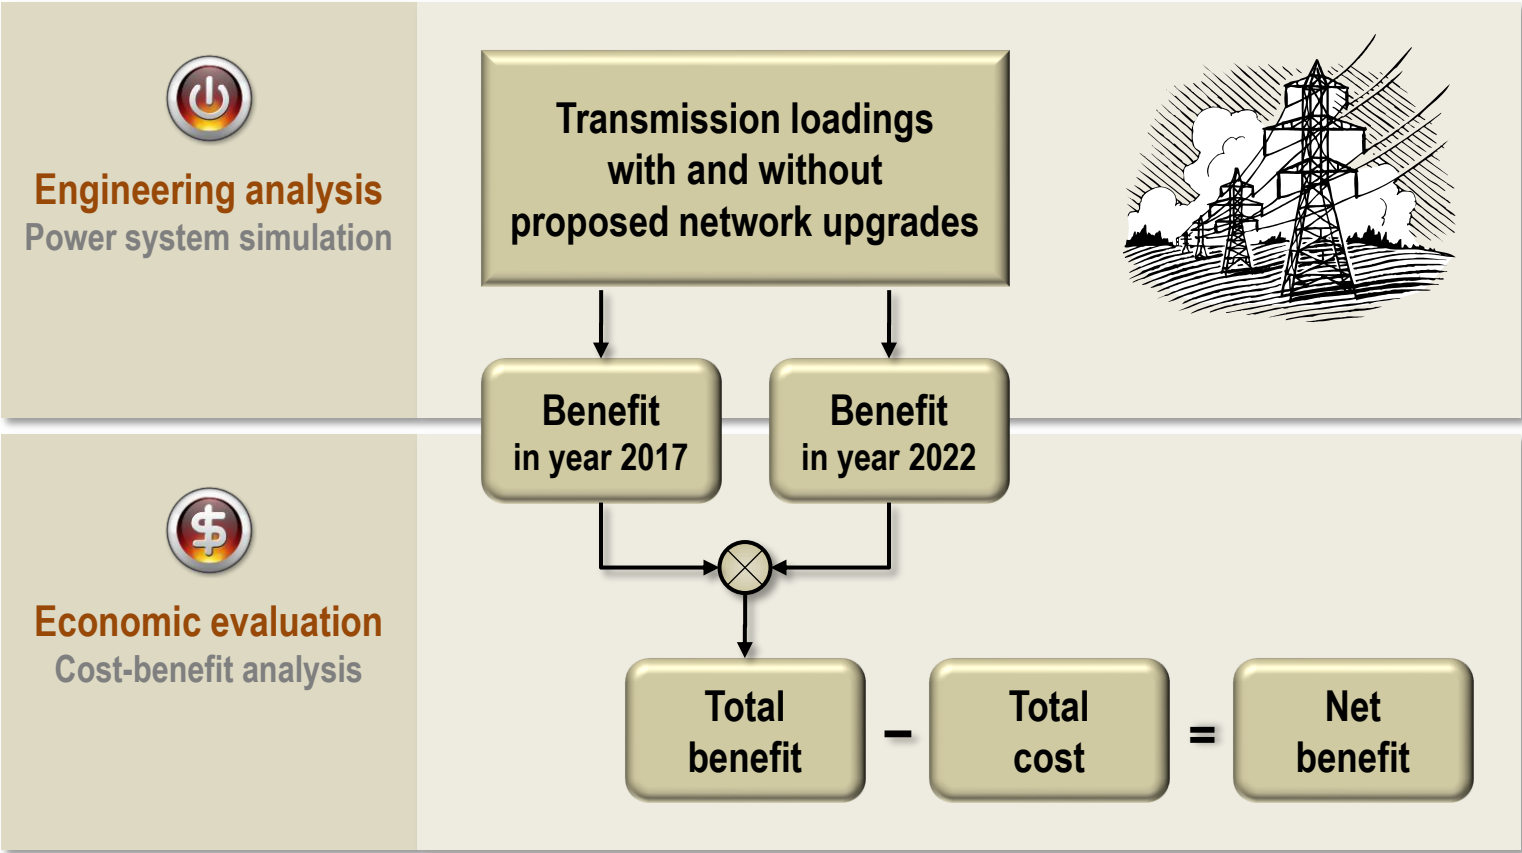 Engineering analysis
Power system simulation
Transmission loadings
with and without
proposed network upgrades
Benefit
in year 2017
Benefit
in year 2022
Economic evaluation
Cost-benefit analysis
Total
benefit
–
Total
cost
=
Net
benefit